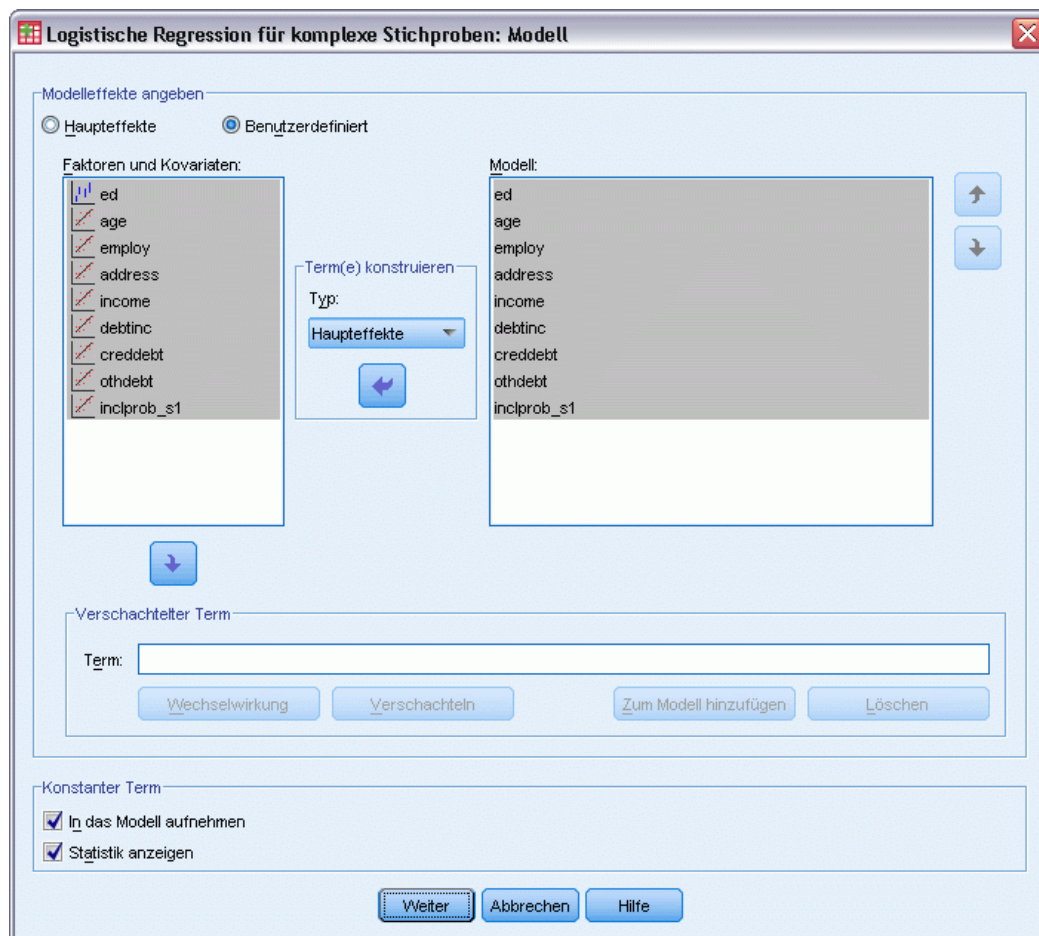 Logistische Regression für komplexe Stichproben: Modell
Modelleffekte angeben
Haupteffekte
Benutzerdefiniert
Faktoren und Kovariaten:
ed
age
employ
address
income
debtinc
creddebt
othdebt
inclprob_s1
Term(e) konstruieren
Typ:
Haupteffekte
Modell:
ed
age
employ
address
income
debtinc
creddebt
othdebt
inclprob_s1
Verschachtelter Term
Term:
Wechselwirkung
Verschachteln
Zum Modell hinzufügen
Löschen
Konstanter Term
In das Modell aufnehmen
Statistik anzeigen
Weiter
Abbrechen
Hilfe